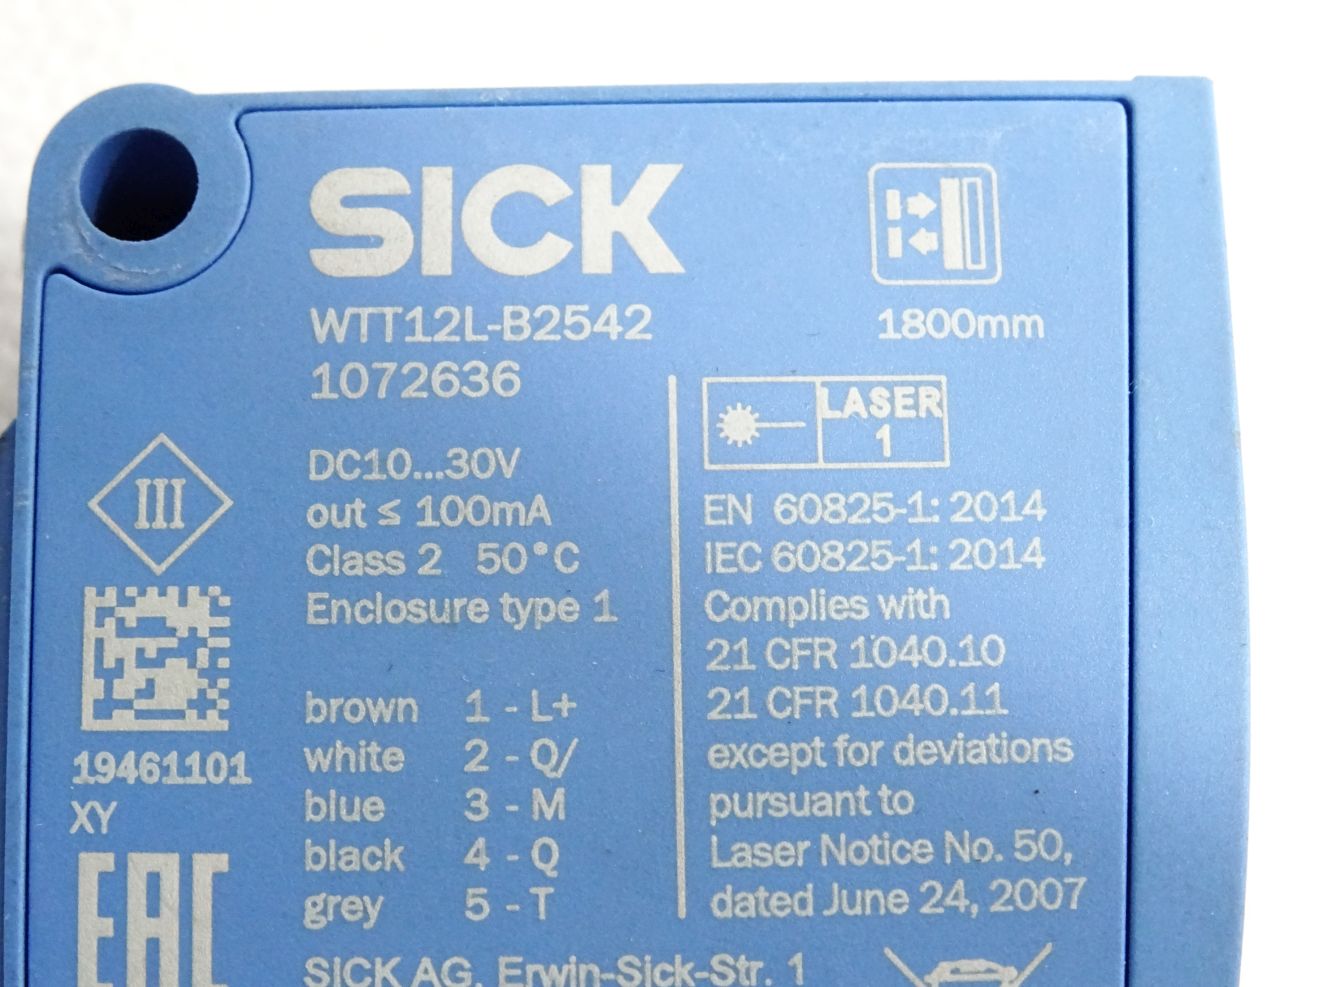 SICK
WTT12L-B2542
1072636
1800mm
LASER
1
III
DC10...30V
out ≤ 100mA
Class 2 50°C
Enclosure type 1
EN 60825-1: 2014
IEC 60825-1: 2014
Complies with
21 CFR 1040.10
21 CFR 1040.11
except for deviations
pursuant to
Laser Notice No. 50,
dated June 24, 2007
19461101
XY
brown 1 - L+
white 2 - Q/
blue 3 - M
black 4 - Q
grey 5 - T
EAC
SICK AG, Erwin-Sick-Str. 1